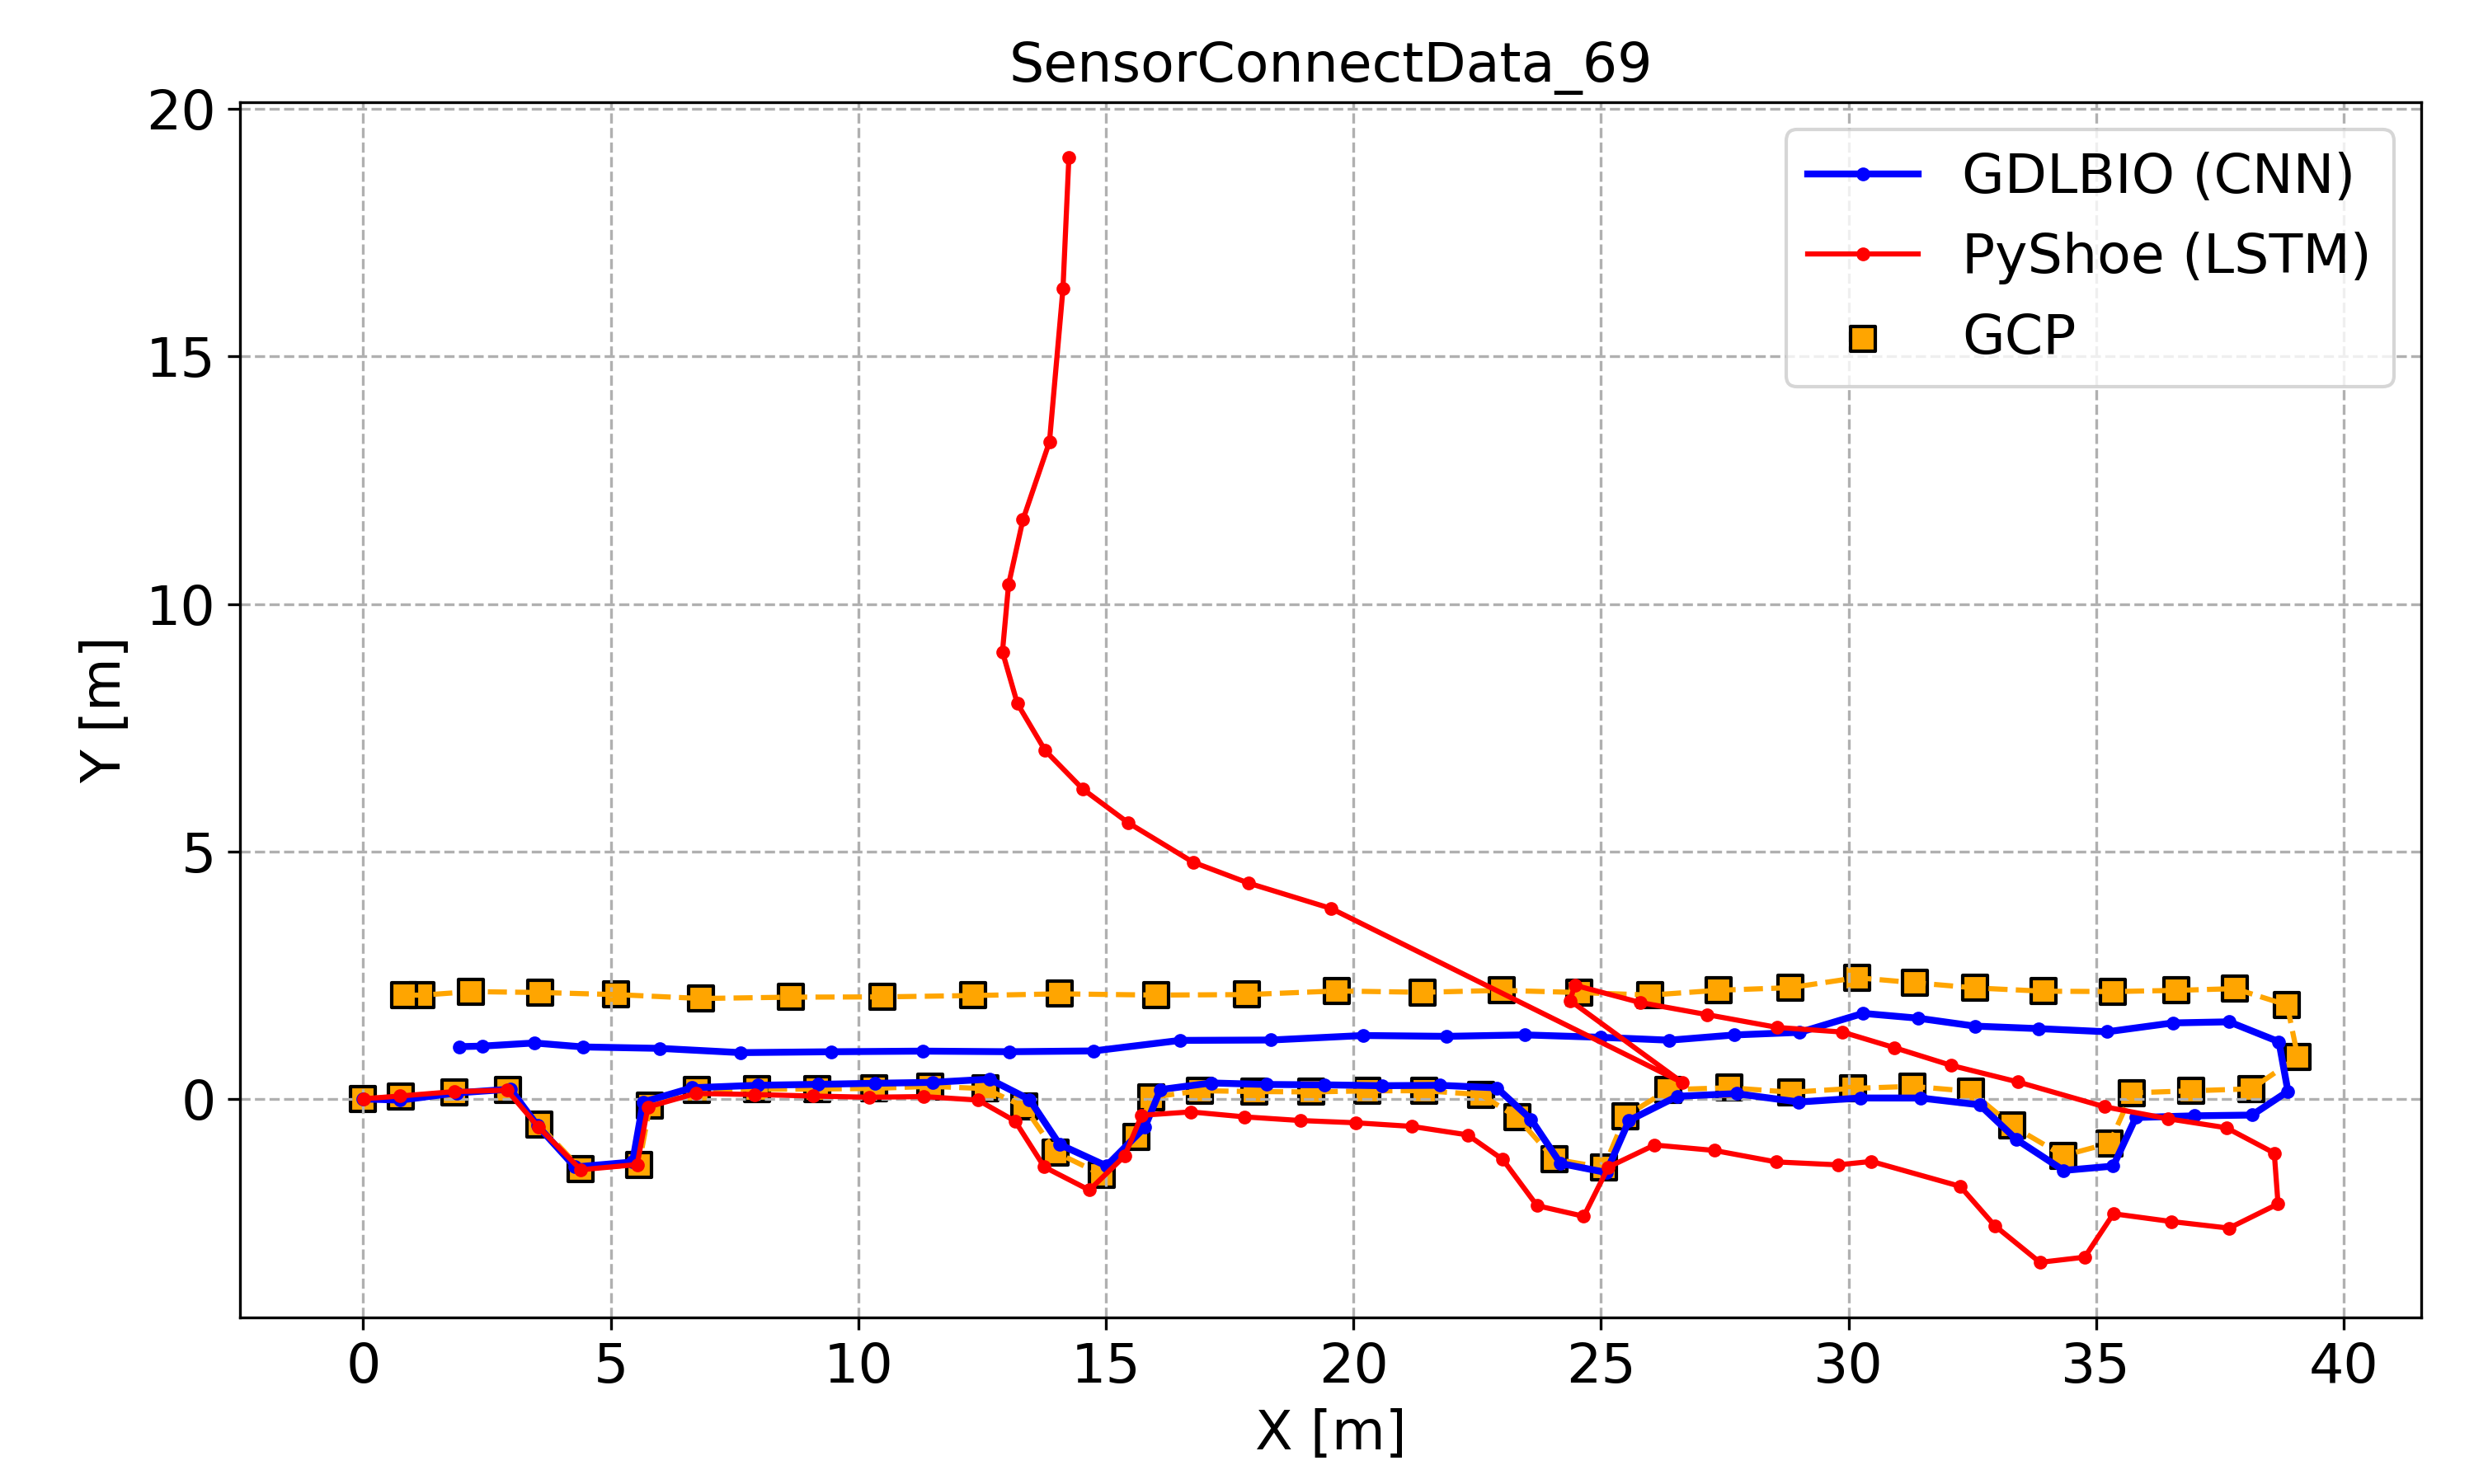 SensorConnectData_69
20
15
10
5
0
Y [m]
GDLBIO (CNN)
PyShoe (LSTM)
GCP
0 5 10 15 20 25 30 35 40
X [m]